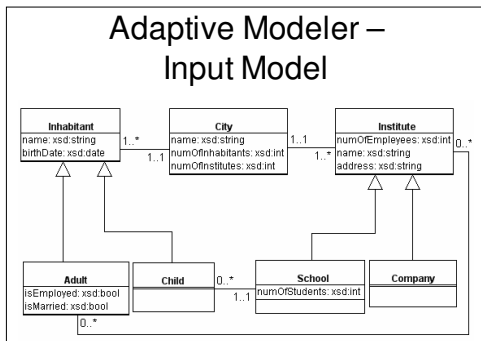 Adaptive Modeler –
Input Model
Inhabitant
name: xsd:string
birthDate: xsd:date
1..*
1..1
City
name: xsd:string
numOfInhabitants: xsd:int
numOfInstitutes: xsd:int
1..1
1..*
Institute
numOfEmpleyees: xsd:int
name: xsd:string
address: xsd:string
0..*
Adult
isEmployed: xsd:bool
isMarried: xsd:bool
0..*
Child
0..*
1..1
School
numOfStudents: xsd:int
Company